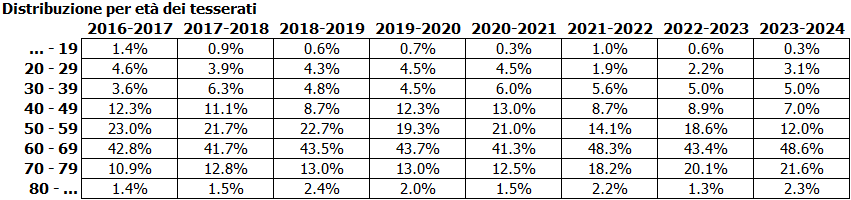 Distribuzione per età dei tesserati
2016-2017 2017-2018 2018-2019 2019-2020 2020-2021 2021-2022 2022-2023 2023-2024
... - 19 1.4% 0.9% 0.6% 0.7% 0.3% 1.0% 0.6% 0.3%
20 - 29 4.6% 3.9% 4.3% 4.5% 4.5% 1.9% 2.2% 3.1%
30 - 39 3.6% 6.3% 4.8% 4.5% 6.0% 5.6% 5.0% 5.0%
40 - 49 12.3% 11.1% 8.7% 12.3% 13.0% 8.7% 8.9% 7.0%
50 - 59 23.0% 21.7% 22.7% 19.3% 21.0% 14.1% 18.6% 12.0%
60 - 69 42.8% 41.7% 43.5% 43.7% 41.3% 48.3% 43.4% 48.6%
70 - 79 10.9% 12.8% 13.0% 13.0% 12.5% 18.2% 20.1% 21.6%
80 - ... 1.4% 1.5% 2.4% 2.0% 1.5% 2.2% 1.3% 2.3%